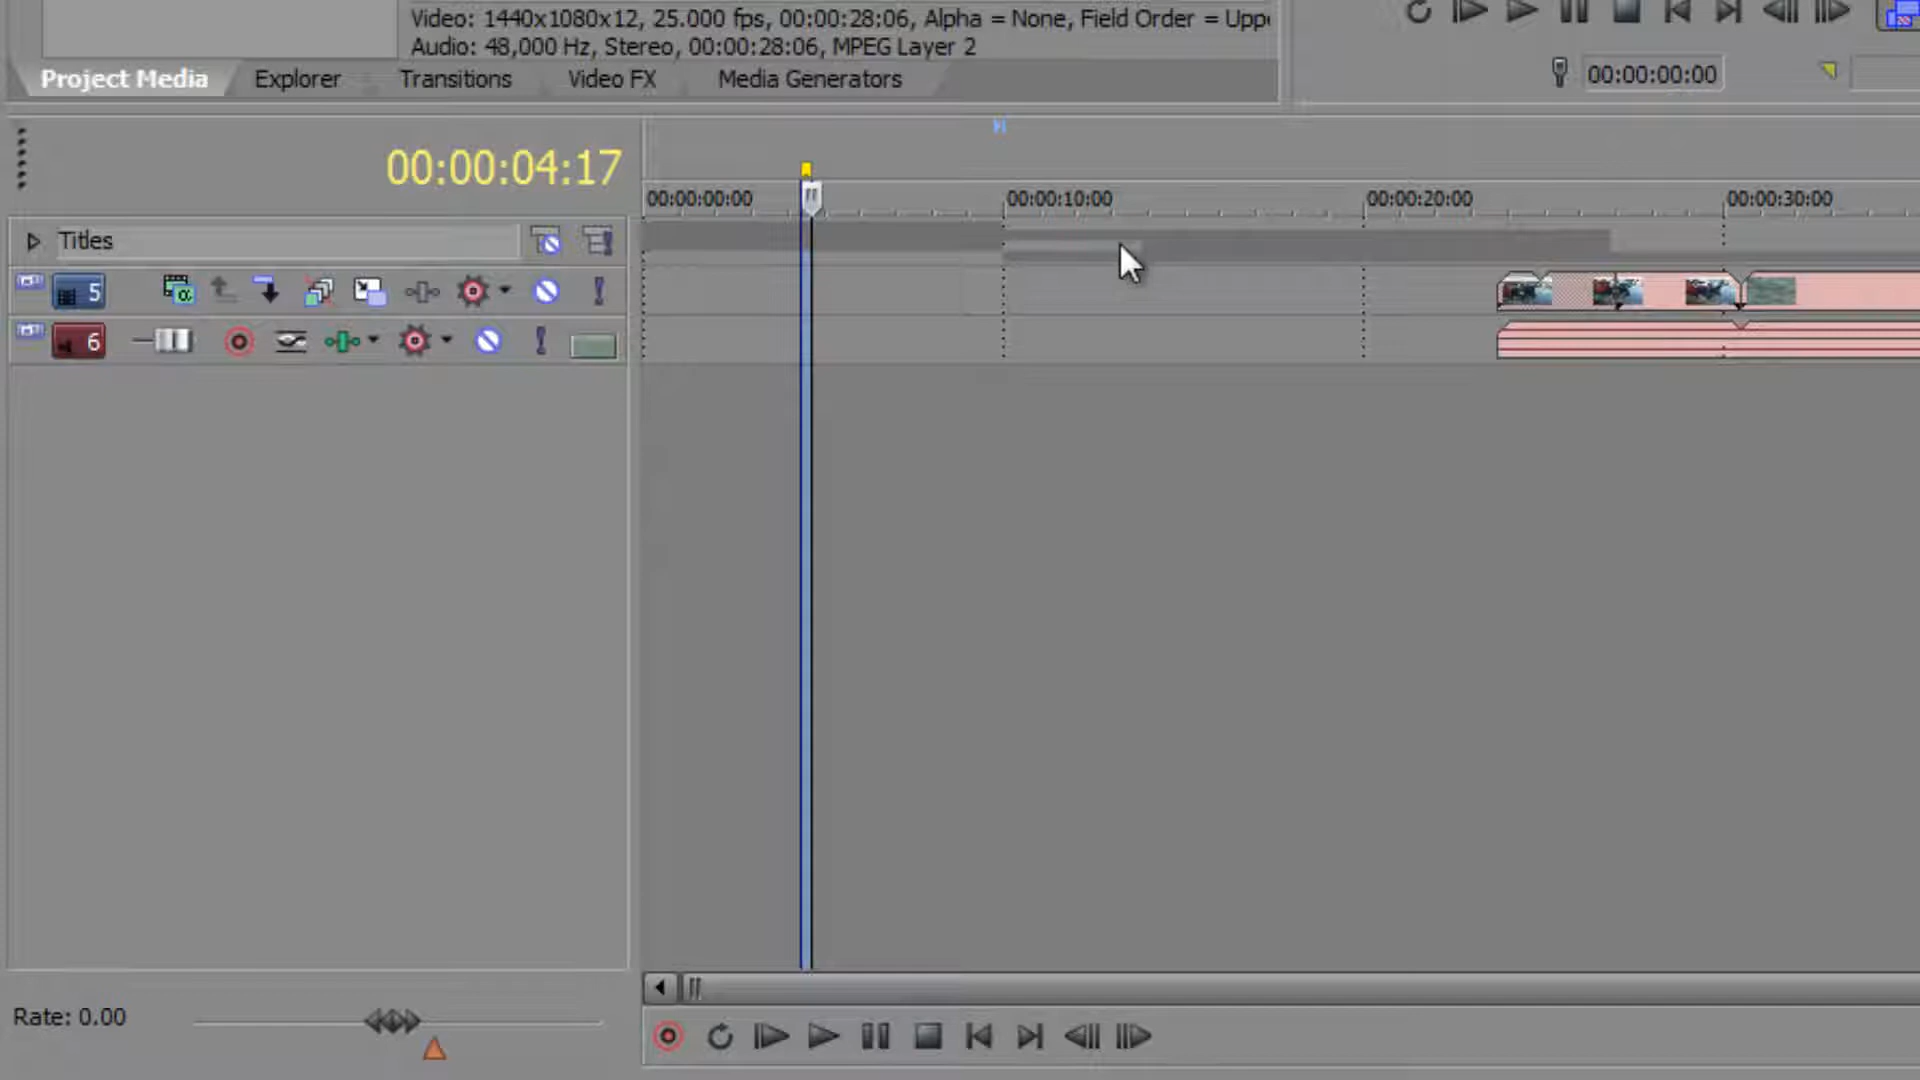 Video: 1440x1080x12, 25.000 fps, 00:00:28:06, Alpha = None, Field Order = Uppe
Audio: 48,000 Hz, Stereo, 00:00:28:06, MPEG Layer 2
Project Media Explorer Transitions Video FX Media Generators
00:00:00:00
00:00:04:17
00:00:00:00 00:00:10:00 00:00:20:00 00:00:30:00
Titles
5
6
Rate: 0.00